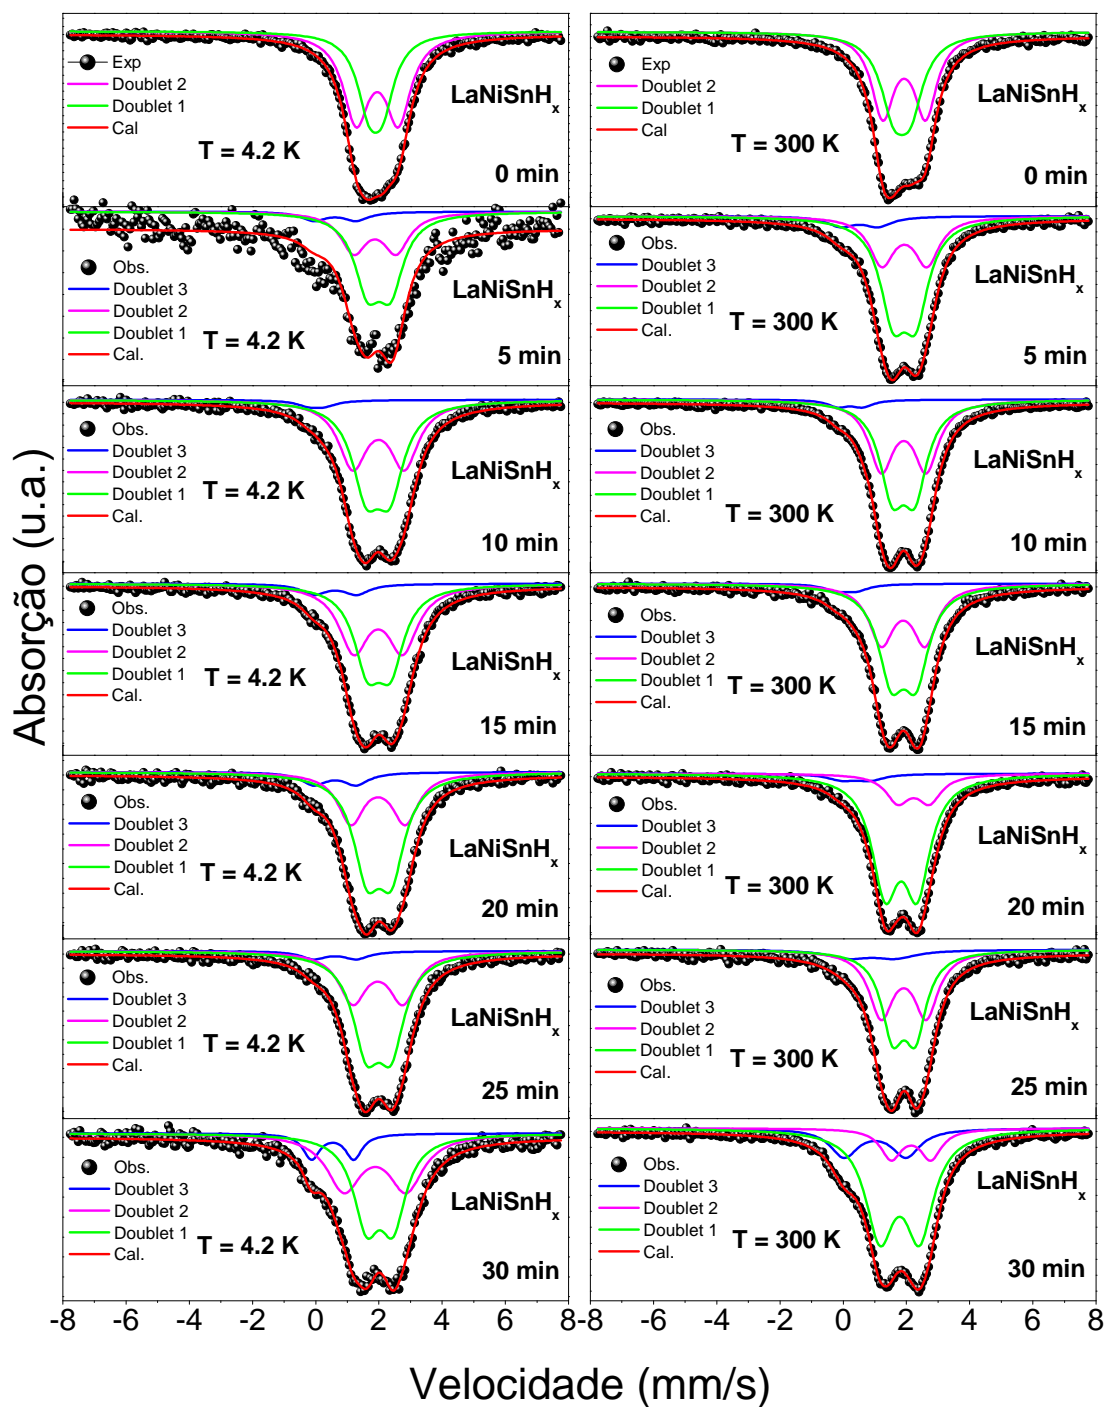 Absorção (u.a.)
Exp
Doublet 2
Doublet 1
Cal
T = 4.2 K
LaNiSnHx
0 min
Exp
Doublet 2
Doublet 1
Cal
T = 300 K
LaNiSnHx
0 min
Obs.
Doublet 3
Doublet 2
Doublet 1
Cal.
T = 4.2 K
LaNiSnHx
5 min
Obs.
Doublet 3
Doublet 2
Doublet 1
Cal.
T = 300 K
LaNiSnHx
5 min
Obs.
Doublet 3
Doublet 2
Doublet 1
Cal.
T = 4.2 K
LaNiSnHx
10 min
Obs.
Doublet 3
Doublet 2
Doublet 1
Cal.
T = 300 K
LaNiSnHx
10 min
Obs.
Doublet 3
Doublet 2
Doublet 1
Cal.
T = 4.2 K
LaNiSnHx
15 min
Obs.
Doublet 3
Doublet 2
Doublet 1
Cal.
T = 300 K
LaNiSnHx
15 min
Obs.
Doublet 3
Doublet 2
Doublet 1
Cal.
T = 4.2 K
LaNiSnHx
20 min
Obs.
Doublet 3
Doublet 2
Doublet 1
Cal.
T = 300 K
LaNiSnHx
20 min
Obs.
Doublet 3
Doublet 2
Doublet 1
Cal.
T = 4.2 K
LaNiSnHx
25 min
Obs.
Doublet 3
Doublet 2
Doublet 1
Cal.
T = 300 K
LaNiSnHx
25 min
Obs.
Doublet 3
Doublet 2
Doublet 1
Cal.
T = 4.2 K
LaNiSnHx
30 min
Obs.
Doublet 3
Doublet 2
Doublet 1
Cal.
T = 300 K
LaNiSnHx
30 min
-8 -6 -4 -2 0 2 4 6 8
-8 -6 -4 -2 0 2 4 6 8
Velocidade (mm/s)